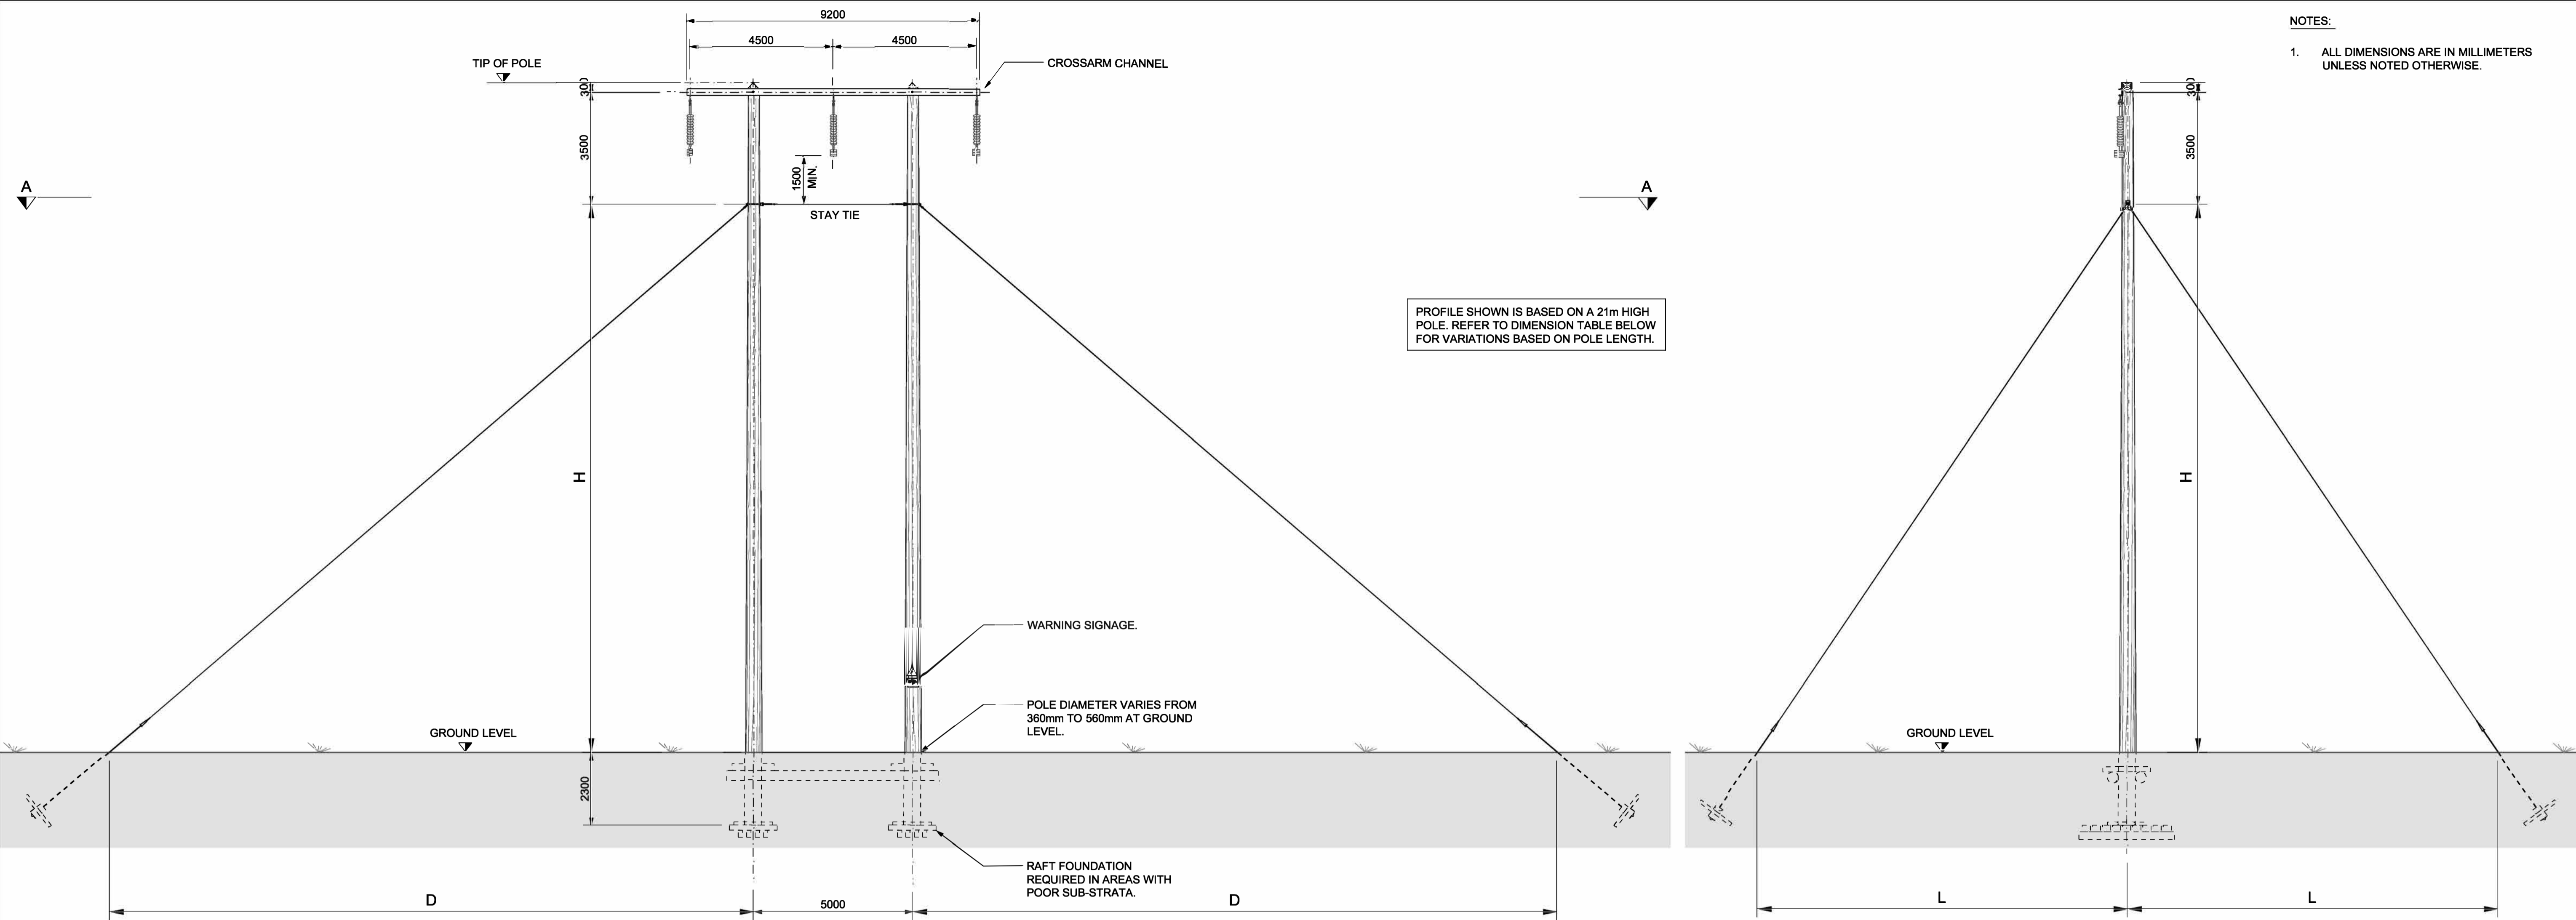 9200
4500
4500
TIP OF POLE
CROSSARM CHANNEL
300
3500
1500
MIN.
STAY TIE
A
A
H
WARNING SIGNAGE.
POLE DIAMETER VARIES FROM
360mm TO 560mm AT GROUND
LEVEL.
GROUND LEVEL
2300
RAFT FOUNDATION
REQUIRED IN AREAS WITH
POOR SUB-STRATA.
D
5000
D
PROFILE SHOWN IS BASED ON A 21m HIGH
POLE. REFER TO DIMENSION TABLE BELOW
FOR VARIATIONS BASED ON POLE LENGTH.
NOTES:
1. ALL DIMENSIONS ARE IN MILLIMETERS
UNLESS NOTED OTHERWISE.
300
3500
H
GROUND LEVEL
L
L